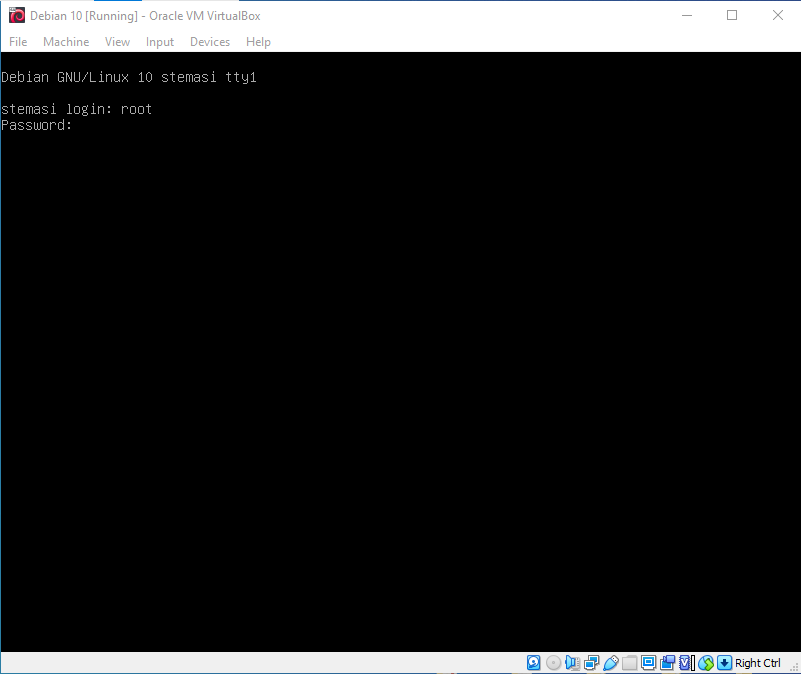 Debian 10 [Running] - Oracle VM VirtualBox
File Machine View Input Devices Help
Debian GNU/Linux 10 stemasi tty1
stemasi login: root
Password:
Right Ctrl